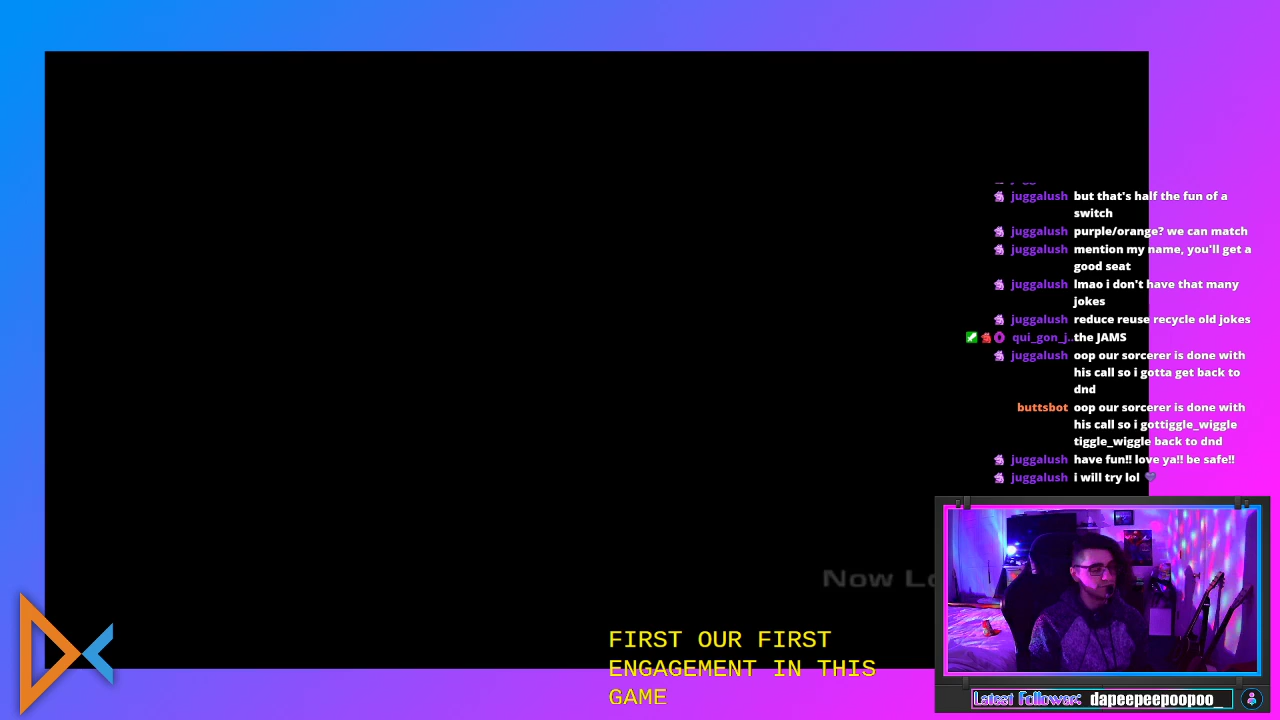 juggalush but that's half the fun of a
switch
juggalush purple/orange? we can match
juggalush mention my name, you'll get a
good seat
juggalush lmao i don't have that many
jokes
juggalush reduce reuse recycle old jokes
qui_gon_j.. the JAMS
juggalush oop our sorcerer is done with
his call so i gotta get back to
dnd
buttsbot oop our sorcerer is done with
his call so i gottiggle_wiggle
tiggle_wiggle back to dnd
juggalush have fun!! love ya!! be safe!!
juggalush i will try lol
Now Lo
FIRST OUR FIRST
ENGAGEMENT IN THIS
GAME
Latest Follower: dapeepeepoopoo_